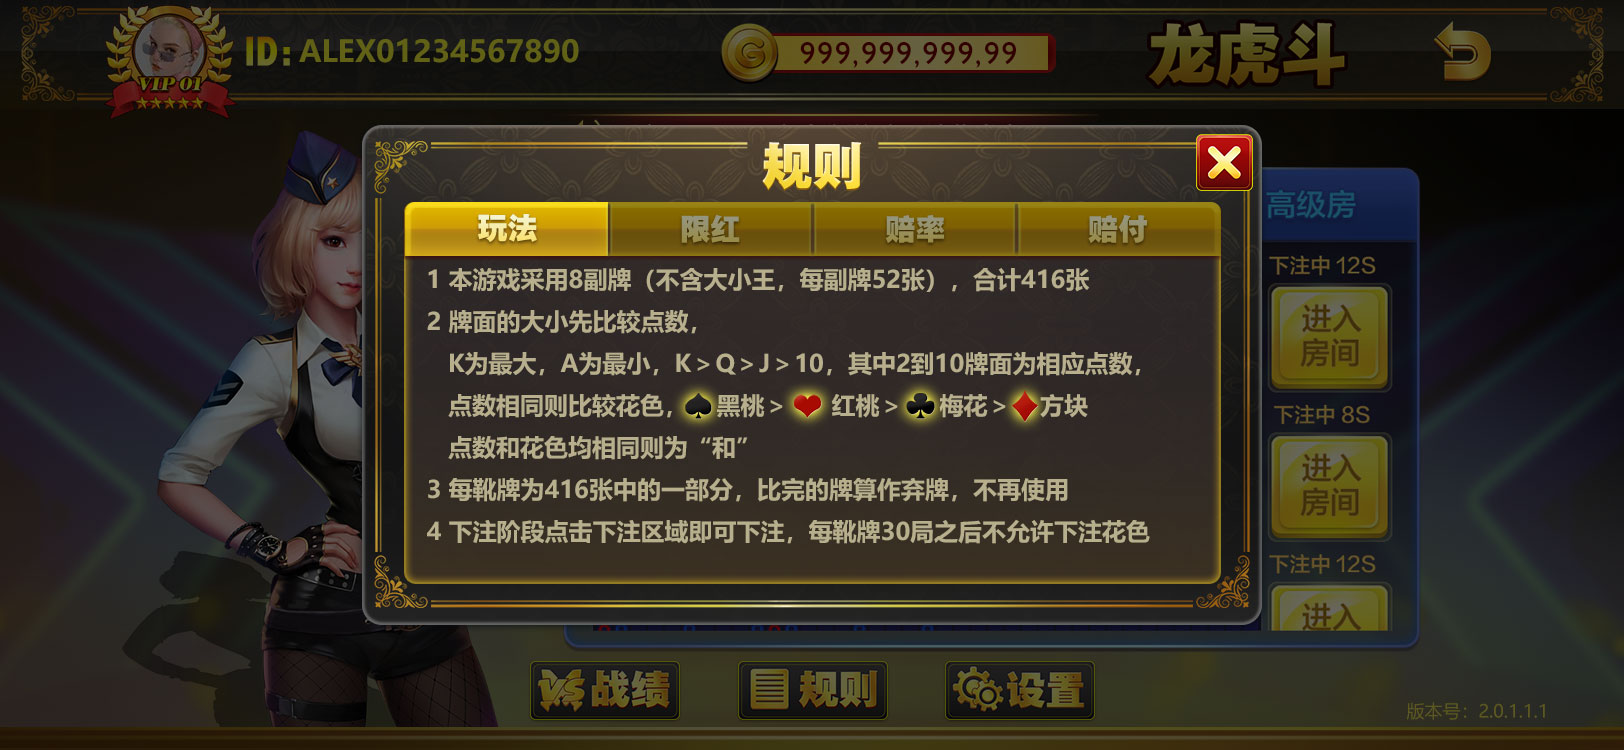 ID: ALEX01234567890
VIP 01
G
999,999,999,99
龙虎斗
规则
玩法
限红
赔率
赔付
1 本游戏采用8副牌（不含大小王，每副牌52张），合计416张
2 牌面的大小先比较点数，
K为最大，A为最小，K>Q>J>10，其中2到10牌面为相应点数，
点数相同则比较花色，黑桃> 红桃> 梅花> 方块
点数和花色均相同则为“和”
3 每靴牌为416张中的一部分，比完的牌算作弃牌，不再使用
4 下注阶段点击下注区域即可下注，每靴牌30局之后不允许下注花色
高级房
下注中 12S
进入
房间
下注中 8S
进入
房间
下注中 12S
进入
VS 战绩
规则
设置
版本号：2.0.1.1.1